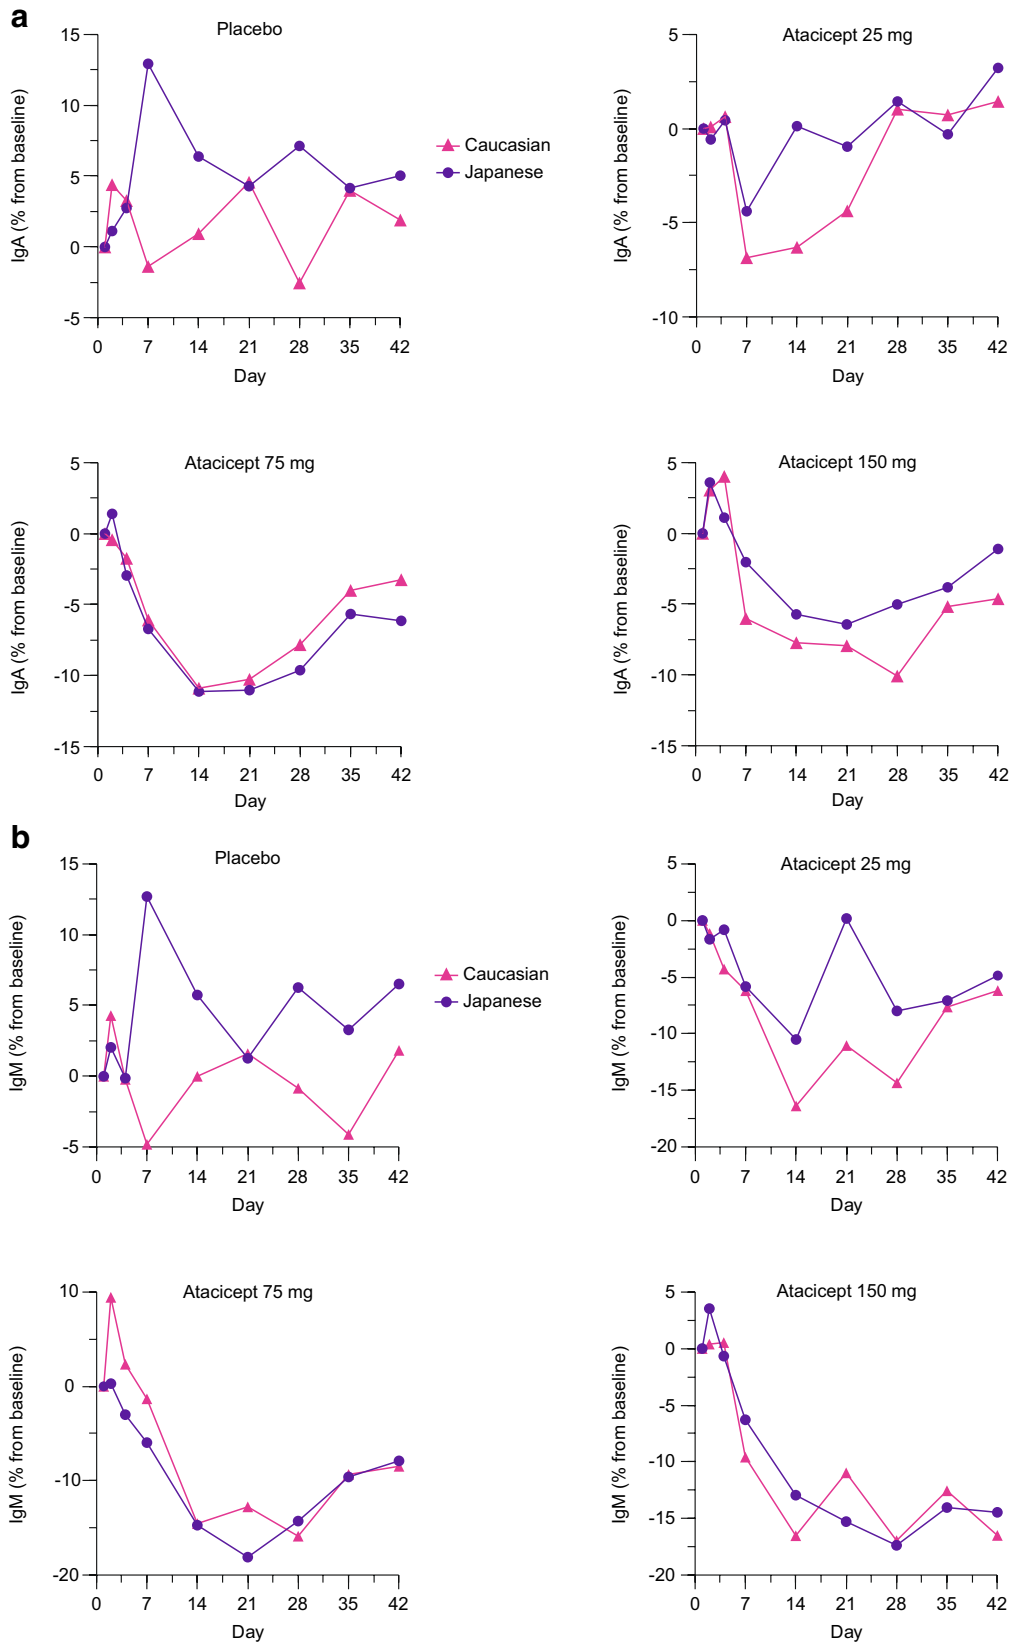 a
Placebo
15
10
5
0
-5
IgA (% from baseline)
0 7 14 21 28 35 42
Day
Caucasian
Japanese
Atacicept 25 mg
5
0
-5
-10
IgA (% from baseline)
0 7 14 21 28 35 42
Day
Atacicept 75 mg
5
0
-5
-10
-15
IgA (% from baseline)
0 7 14 21 28 35 42
Day
Atacicept 150 mg
5
0
-5
-10
-15
IgA (% from baseline)
0 7 14 21 28 35 42
Day
b
Placebo
15
10
5
0
-5
IgM (% from baseline)
0 7 14 21 28 35 42
Day
Caucasian
Japanese
Atacicept 25 mg
5
0
-5
-10
-15
-20
IgM (% from baseline)
0 7 14 21 28 35 42
Day
Atacicept 75 mg
10
0
-10
-20
IgM (% from baseline)
0 7 14 21 28 35 42
Day
Atacicept 150 mg
5
0
-5
-10
-15
-20
IgM (% from baseline)
0 7 14 21 28 35 42
Day